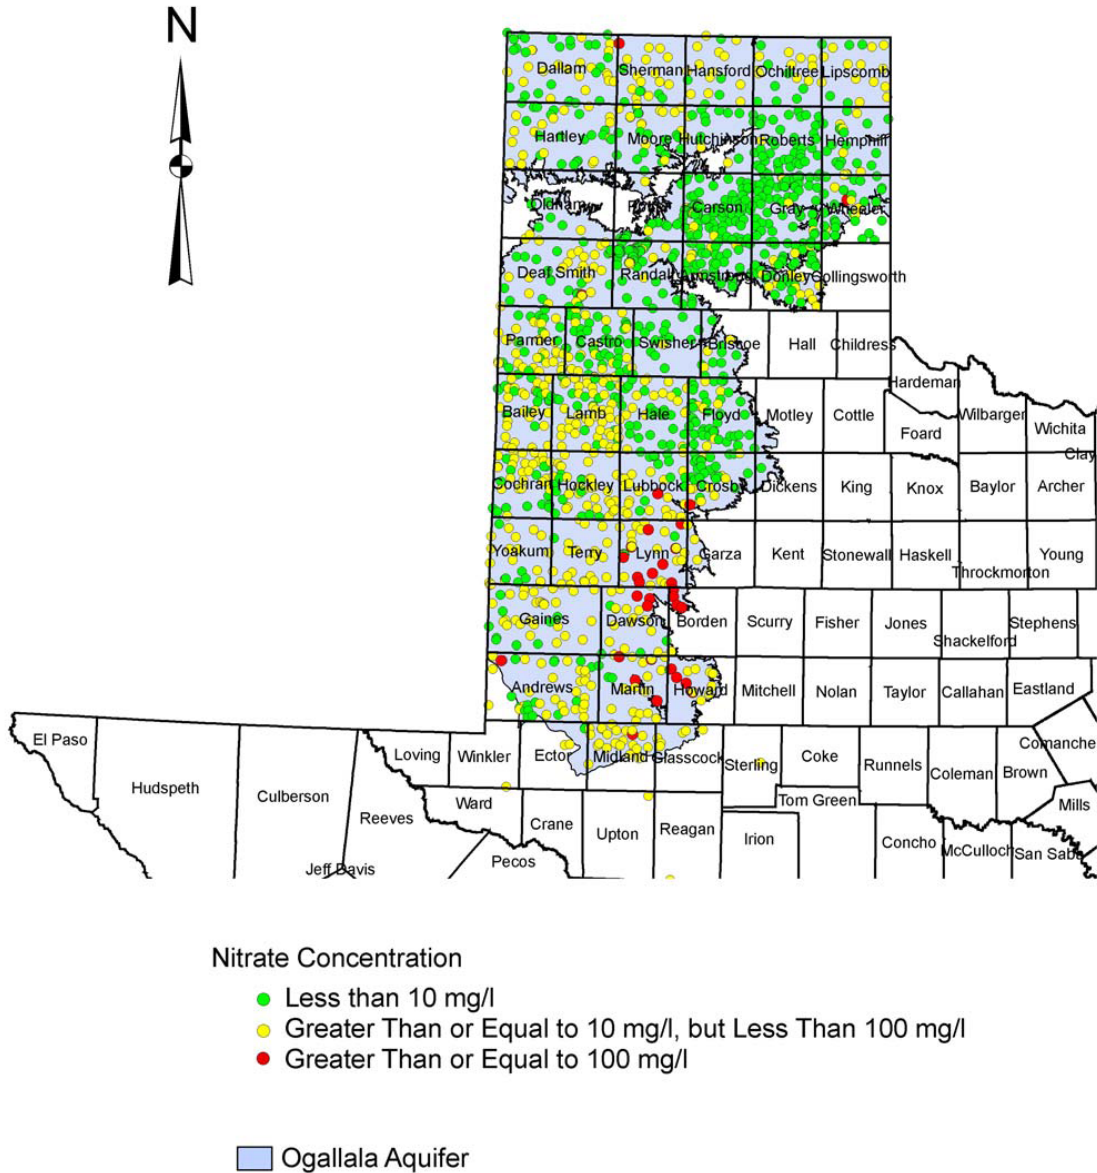 N
Dallam Sherman Hansford Ochiltree Lipscomb
Hartley Moore Hutchinson Roberts Hemphill
Oldham Carson Gray Wheeler
Deaf Smith Randall Armstrong Donley Collingsworth
Parmer Castro Swisher Briscoe Hall Childress
Hardeman
Bailey Lamb Hale Floyd Motley Cottle Foard Wilbarger Wichita
Clay
Cochran Hockley Lubbock Crosby Dickens King Knox Baylor Archer
Yoakum Terry Lynn Garza Kent Stonewall Haskell Throckmorton Young
Gaines Dawson Borden Scurry Fisher Jones Shackelford Stephens
Andrews Martin Howard Mitchell Nolan Taylor Callahan Eastland
El Paso Loving Winkler Ector Midland Glasscock Sterling Coke Runnels Coleman Brown Comanche
Hudspeth Culberson Reeves Ward Crane Upton Reagan Irion Tom Green Concho McCulloch San Saba Mills
Jeff Davis Pecos
Nitrate Concentration
Less than 10 mg/l
Greater Than or Equal to 10 mg/l, but Less Than 100 mg/l
Greater Than or Equal to 100 mg/l
Ogallala Aquifer